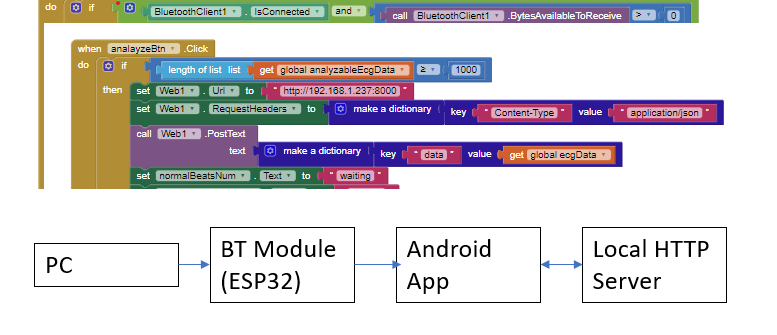 do if BluetoothClient1 . IsConnected and call BluetoothClient1 .BytesAvailableToReceive > 0
when analayzeBtn .Click
do if length of list list get global analyzableEcgData ≥ 1000
then set Web1 . Url to " http://192.168.1.237:8000 "
set Web1 . RequestHeaders to make a dictionary key " Content-Type " value " application/json "
call Web1 .PostText
text make a dictionary key " data " value get global ecgData
set normalBeatsNum . Text to " waiting "
PC
BT Module
(ESP32)
Android
App
Local HTTP
Server